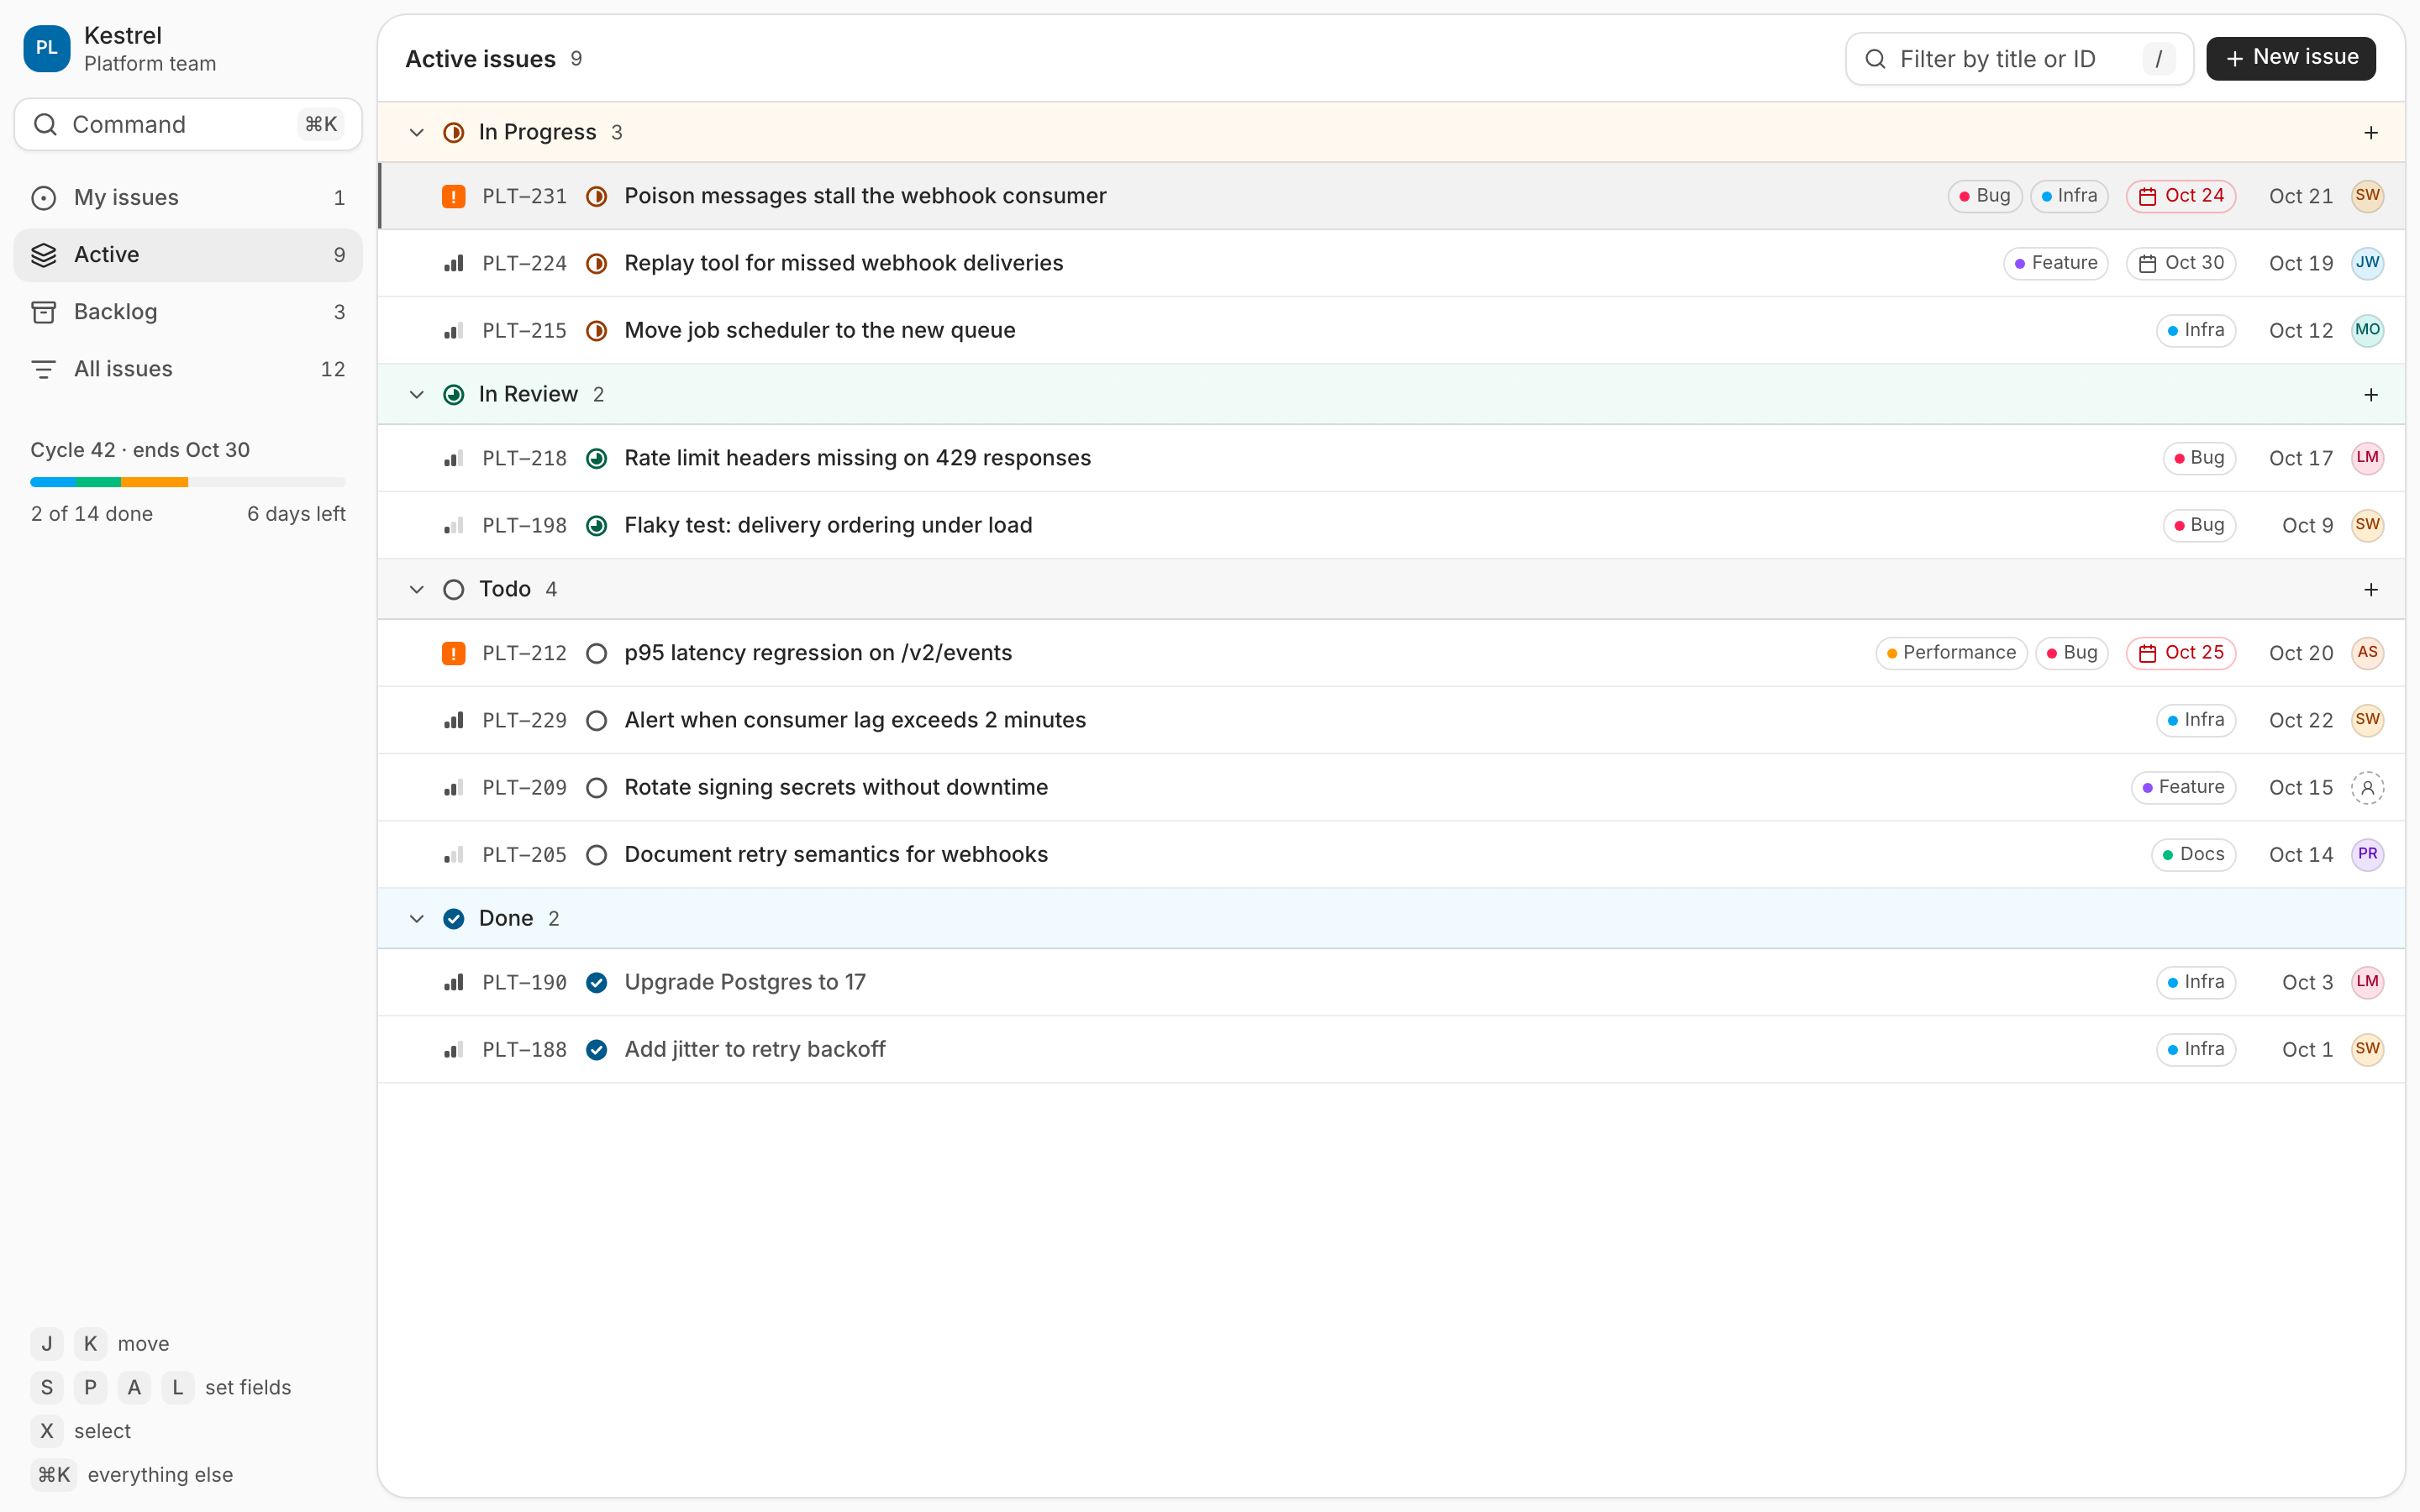 PL
Kestrel
Platform team
Command ⌘K
My issues 1
Active 9
Backlog 3
All issues 12
Cycle 42 · ends Oct 30
2 of 14 done 6 days left
J K move
S P A L set fields
X select
⌘K everything else
Active issues 9
Filter by title or ID /
+ New issue
In Progress 3 +
! PLT-231 Poison messages stall the webhook consumer Bug Infra Oct 24 Oct 21 SW
PLT-224 Replay tool for missed webhook deliveries Feature Oct 30 Oct 19 JW
PLT-215 Move job scheduler to the new queue Infra Oct 12 MO
In Review 2 +
PLT-218 Rate limit headers missing on 429 responses Bug Oct 17 LM
PLT-198 Flaky test: delivery ordering under load Bug Oct 9 SW
Todo 4 +
! PLT-212 p95 latency regression on /v2/events Performance Bug Oct 25 Oct 20 AS
PLT-229 Alert when consumer lag exceeds 2 minutes Infra Oct 22 SW
PLT-209 Rotate signing secrets without downtime Feature Oct 15
PLT-205 Document retry semantics for webhooks Docs Oct 14 PR
Done 2
PLT-190 Upgrade Postgres to 17 Infra Oct 3 LM
PLT-188 Add jitter to retry backoff Infra Oct 1 SW